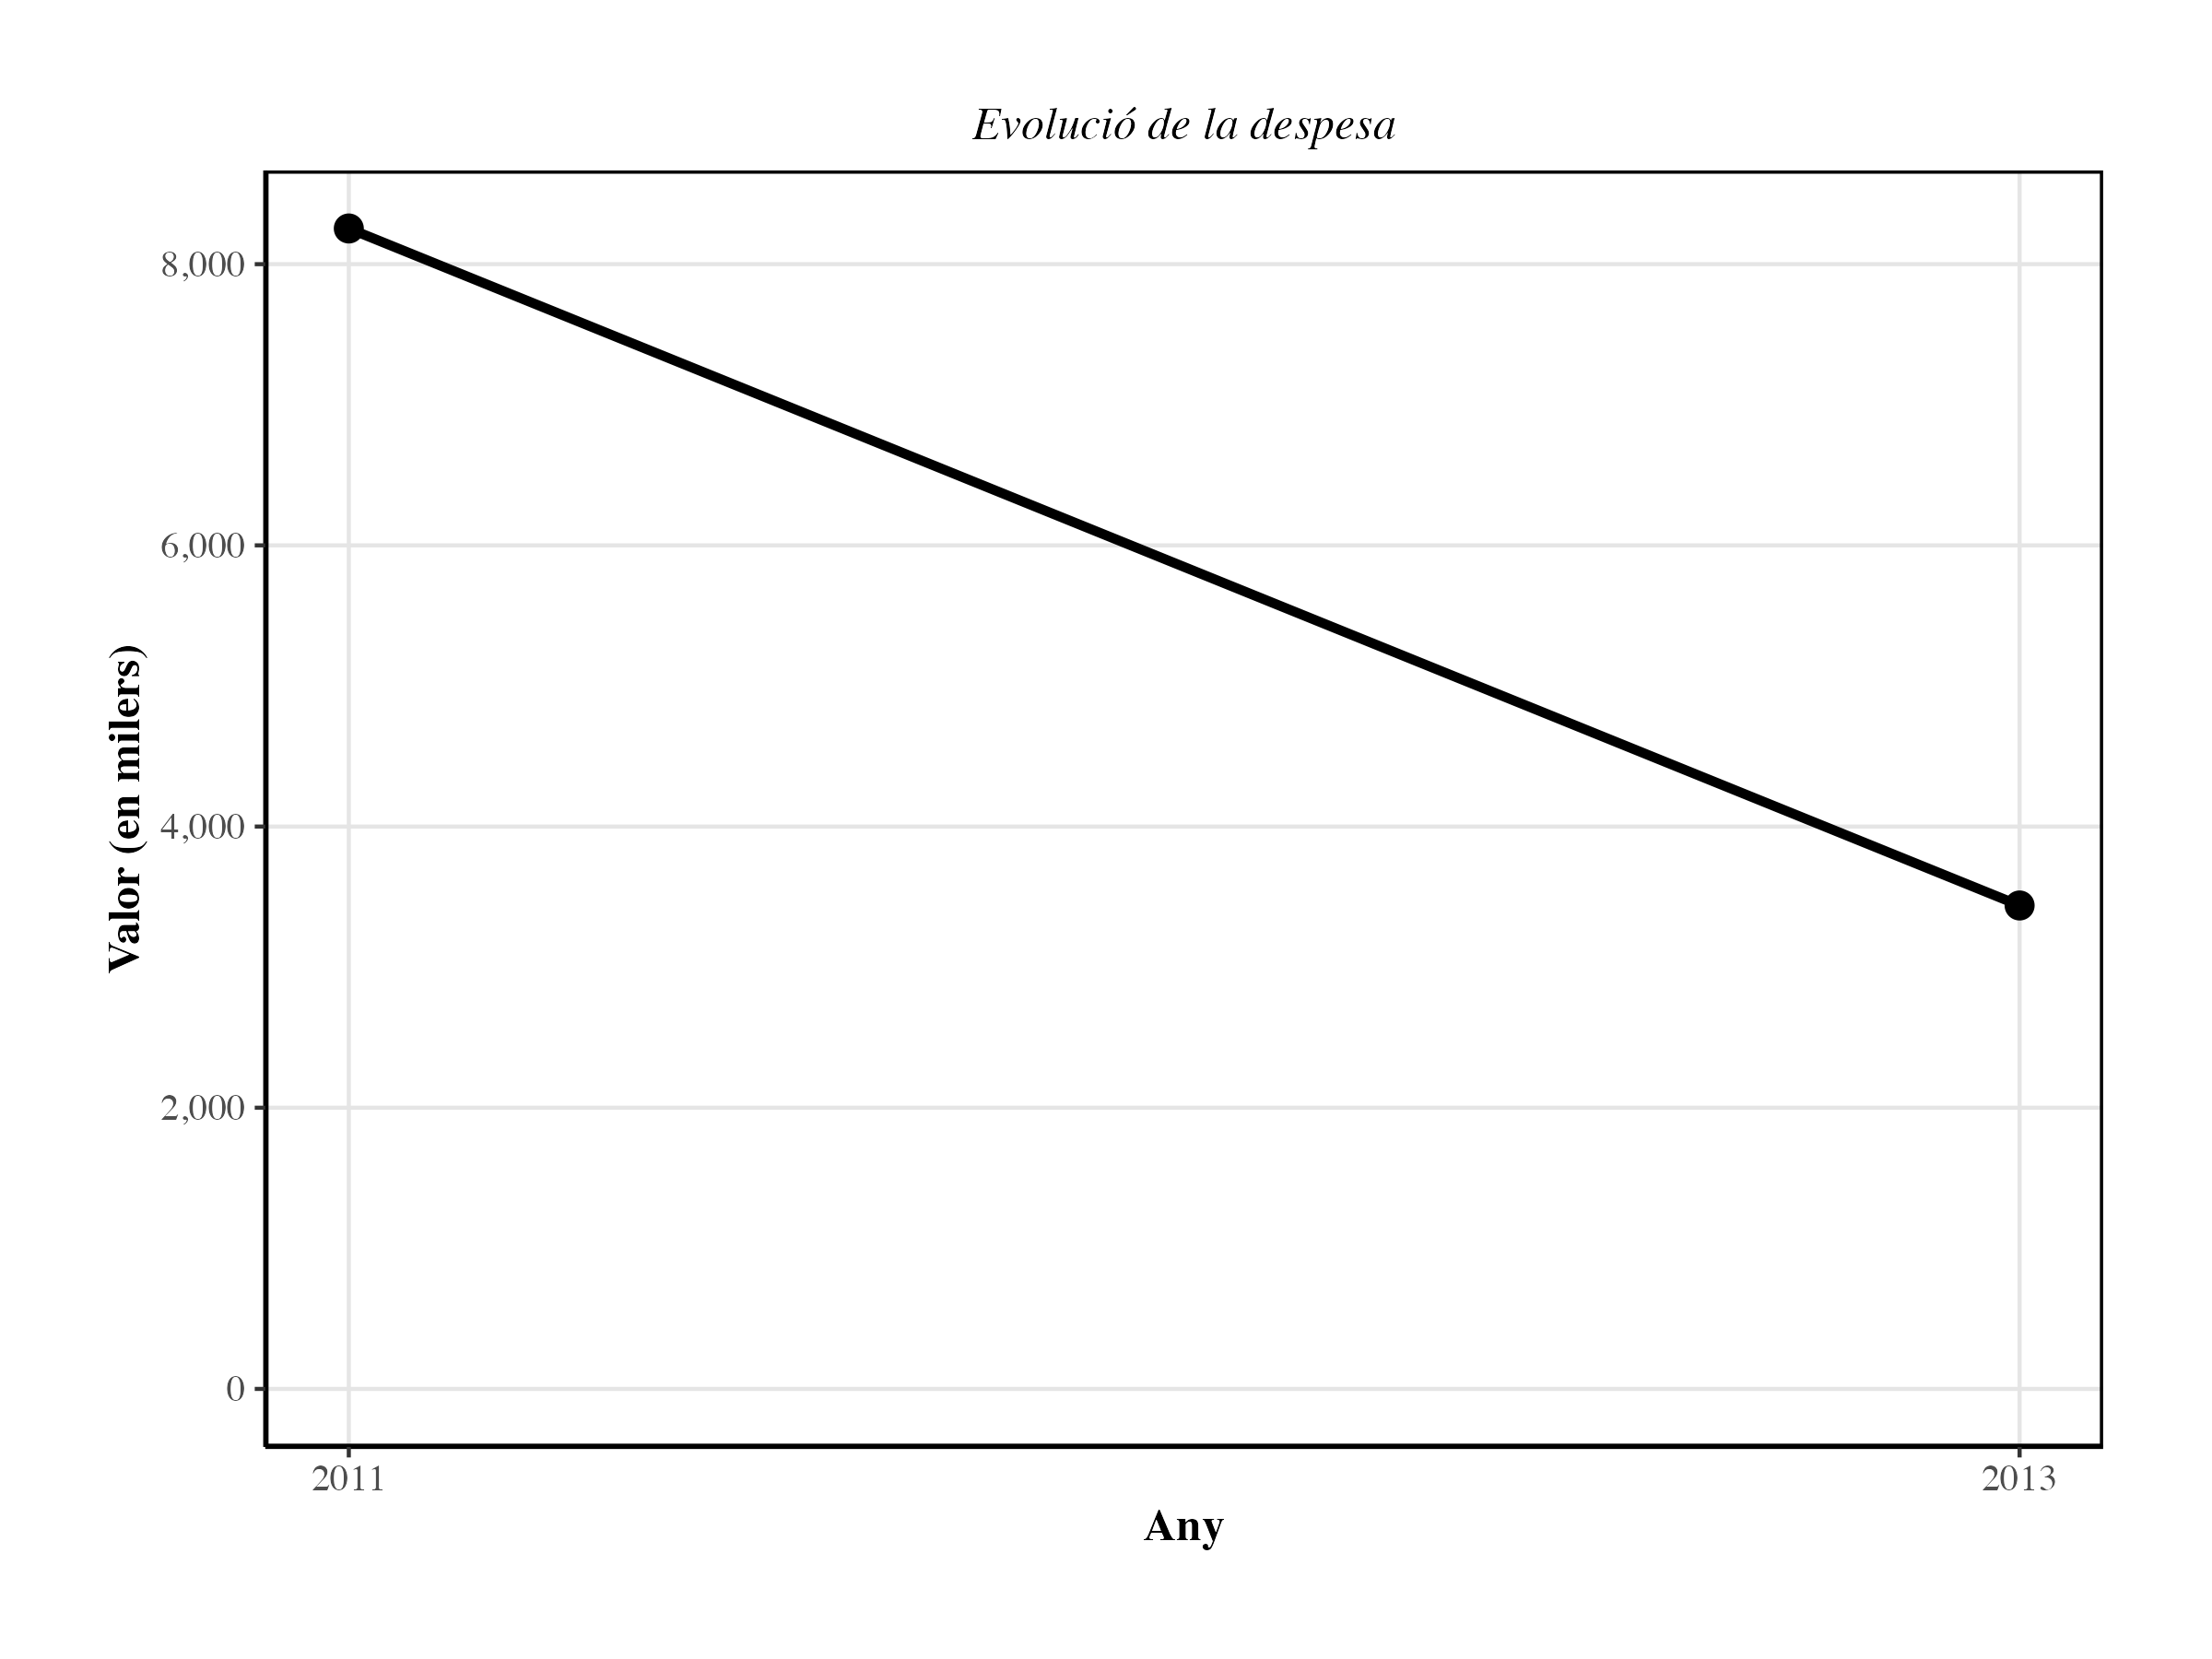 Evolució de la despesa
Valor (en milers)
8,000
6,000
4,000
2,000
0
2011
2013
Any